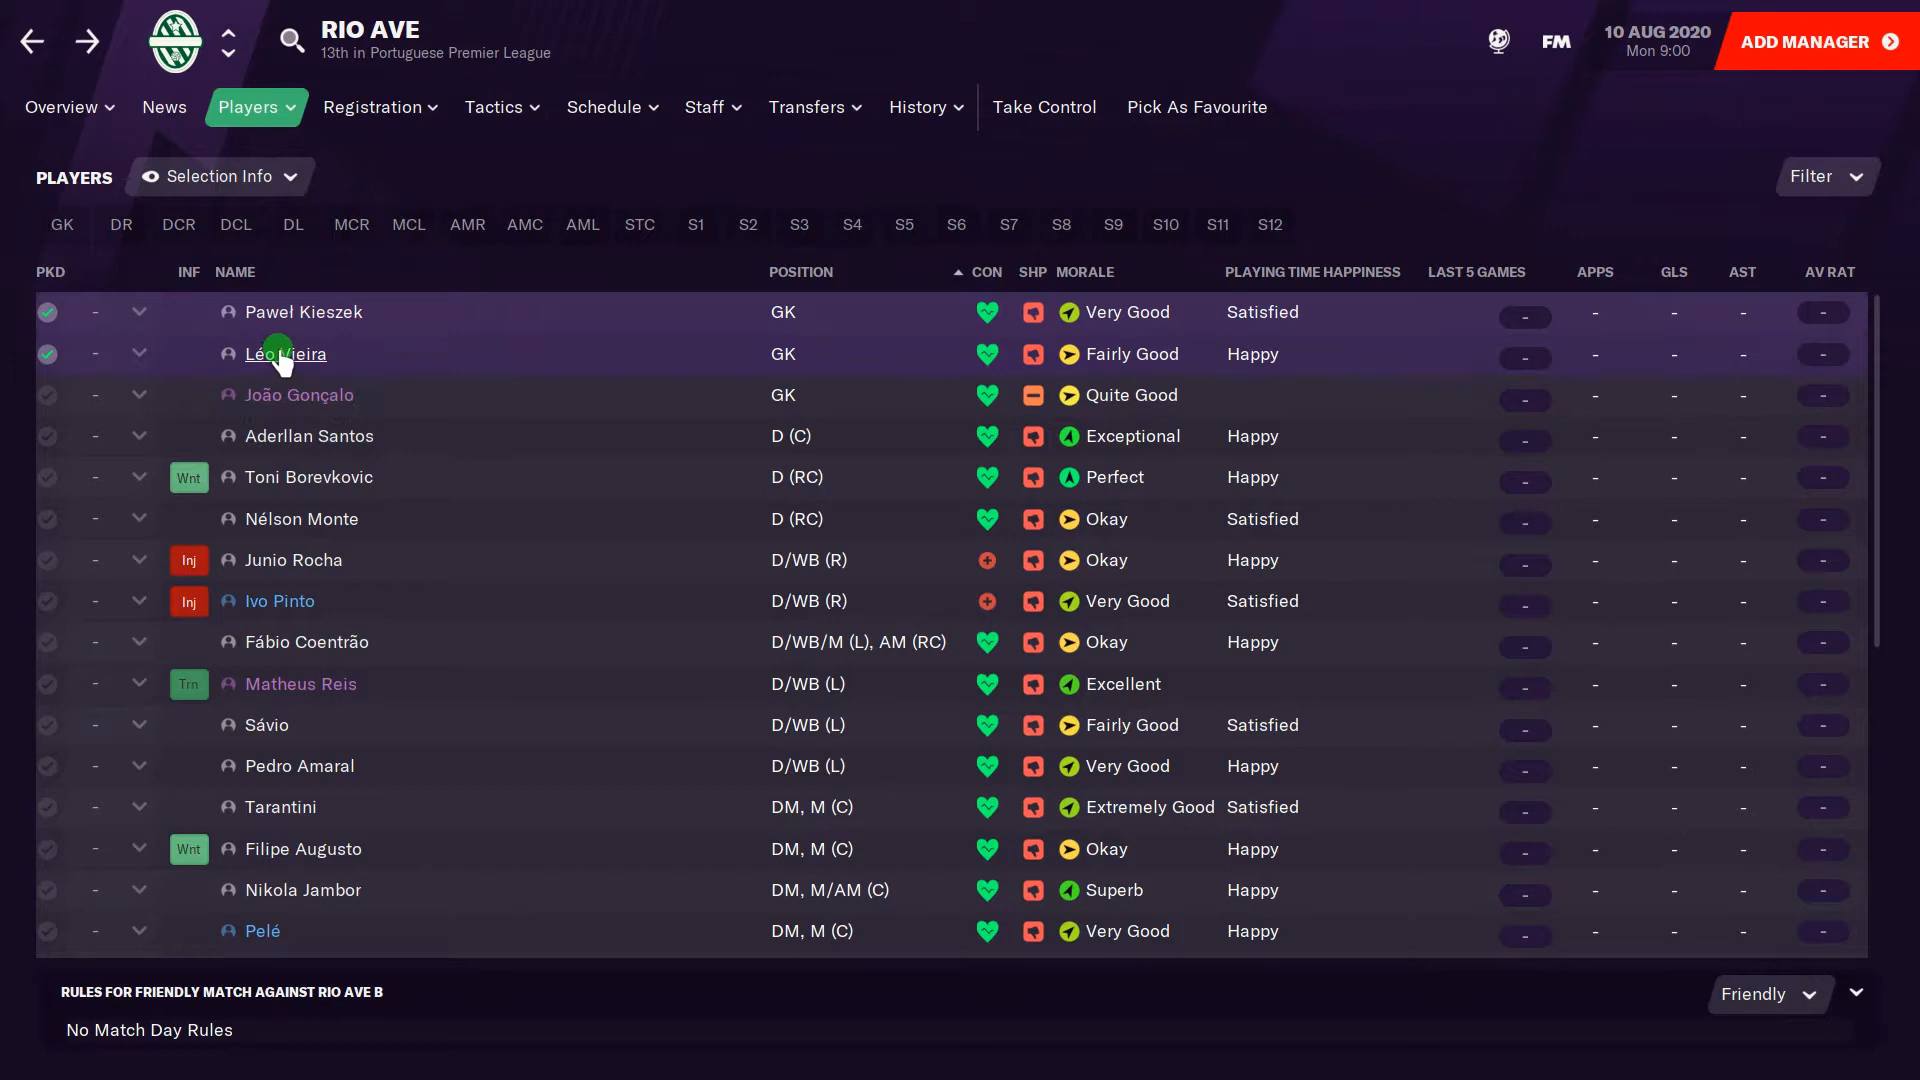 RIO AVE
13th in Portuguese Premier League
FM
10 AUG 2020
Mon 9:00
ADD MANAGER
Overview News Players Registration Tactics Schedule Staff Transfers History Take Control Pick As Favourite
PLAYERS Selection Info Filter
GK DR DCR DCL DL MCR MCL AMR AMC AML STC S1 S2 S3 S4 S5 S6 S7 S8 S9 S10 S11 S12
PKD INF NAME POSITION CON SHP MORALE PLAYING TIME HAPPINESS LAST 5 GAMES APPS GLS AST AV RAT
- Paweł Kieszek GK Very Good Satisfied - - - - -
- Léo Vieira GK Fairly Good Happy - - - - -
- João Gonçalo GK Quite Good - - - - -
- Aderllan Santos D (C) Exceptional Happy - - - - -
- Wnt Toni Borevkovic D (RC) Perfect Happy - - - - -
- Nélson Monte D (RC) Okay Satisfied - - - - -
- Inj Junio Rocha D/WB (R) Okay Happy - - - - -
- Inj Ivo Pinto D/WB (R) Very Good Satisfied - - - - -
- Fábio Coentrão D/WB/M (L), AM (RC) Okay Happy - - - - -
- Trn Matheus Reis D/WB (L) Excellent - - - - -
- Sávio D/WB (L) Fairly Good Satisfied - - - - -
- Pedro Amaral D/WB (L) Very Good Happy - - - - -
- Tarantini DM, M (C) Extremely Good Satisfied - - - - -
- Wnt Filipe Augusto DM, M (C) Okay Happy - - - - -
- Nikola Jambor DM, M/AM (C) Superb Happy - - - - -
- Pelé DM, M (C) Very Good Happy - - - - -
RULES FOR FRIENDLY MATCH AGAINST RIO AVE B
Friendly
No Match Day Rules